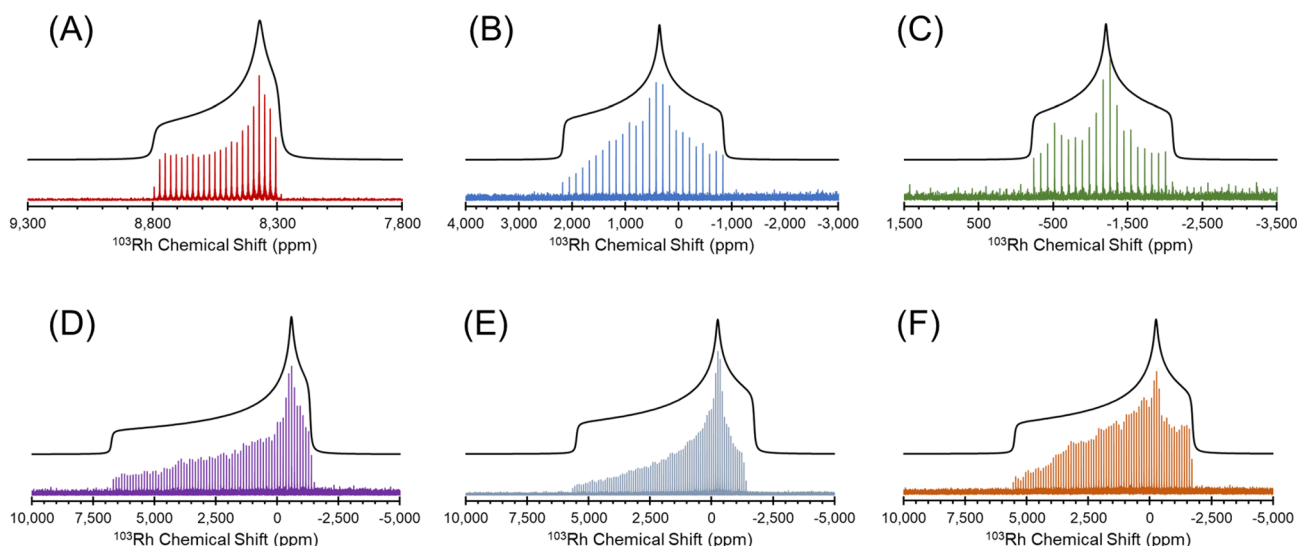 (A) (B) (C)
9,300 8,800 8,300 7,800 4,000 3,000 2,000 1,000 0 -1,000 -2,000 -3,000 1,500 500 -500 -1,500 -2,500 -3,500
¹⁰³Rh Chemical Shift (ppm) ¹⁰³Rh Chemical Shift (ppm) ¹⁰³Rh Chemical Shift (ppm)
(D) (E) (F)
10,000 7,500 5,000 2,500 0 -2,500 -5,000 10,000 7,500 5,000 2,500 0 -2,500 -5,000 10,000 7,500 5,000 2,500 0 -2,500 -5,000
¹⁰³Rh Chemical Shift (ppm) ¹⁰³Rh Chemical Shift (ppm) ¹⁰³Rh Chemical Shift (ppm)